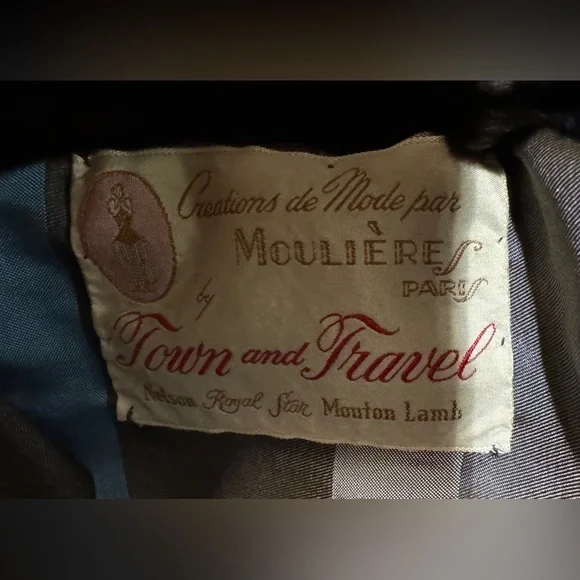 Creations de Mode par
MOULIÈRES
PARIS
by
Town and Travel
Nelson Royal Star Mouton Lamb